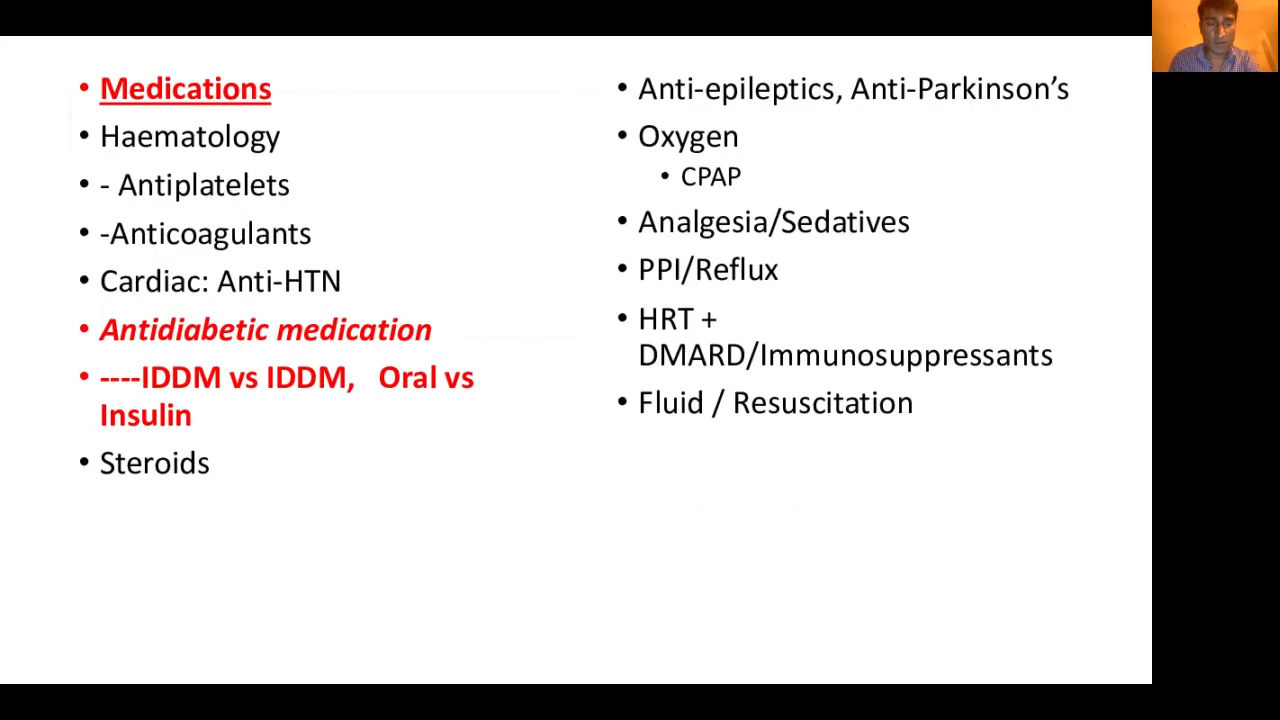 • Medications
• Haematology
• - Antiplatelets
• -Anticoagulants
• Cardiac: Anti-HTN
• Antidiabetic medication
• ----IDDM vs IDDM, Oral vs
Insulin
• Steroids
• Anti-epileptics, Anti-Parkinson’s
• Oxygen
• CPAP
• Analgesia/Sedatives
• PPI/Reflux
• HRT +
DMARD/Immunosuppressants
• Fluid / Resuscitation